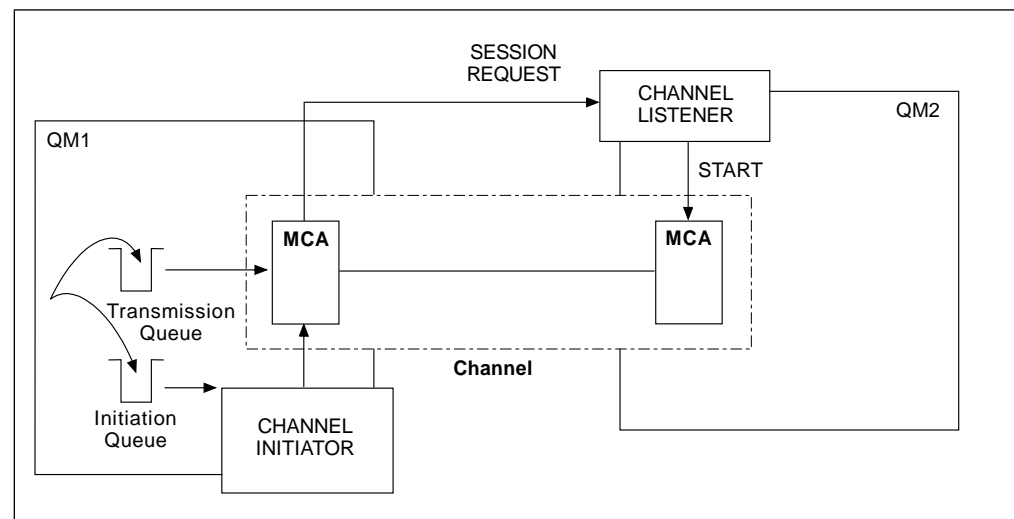 SESSION
REQUEST
CHANNEL
LISTENER
QM2
QM1
START
MCA
MCA
Transmission
Queue
Channel
Initiation
Queue
CHANNEL
INITIATOR